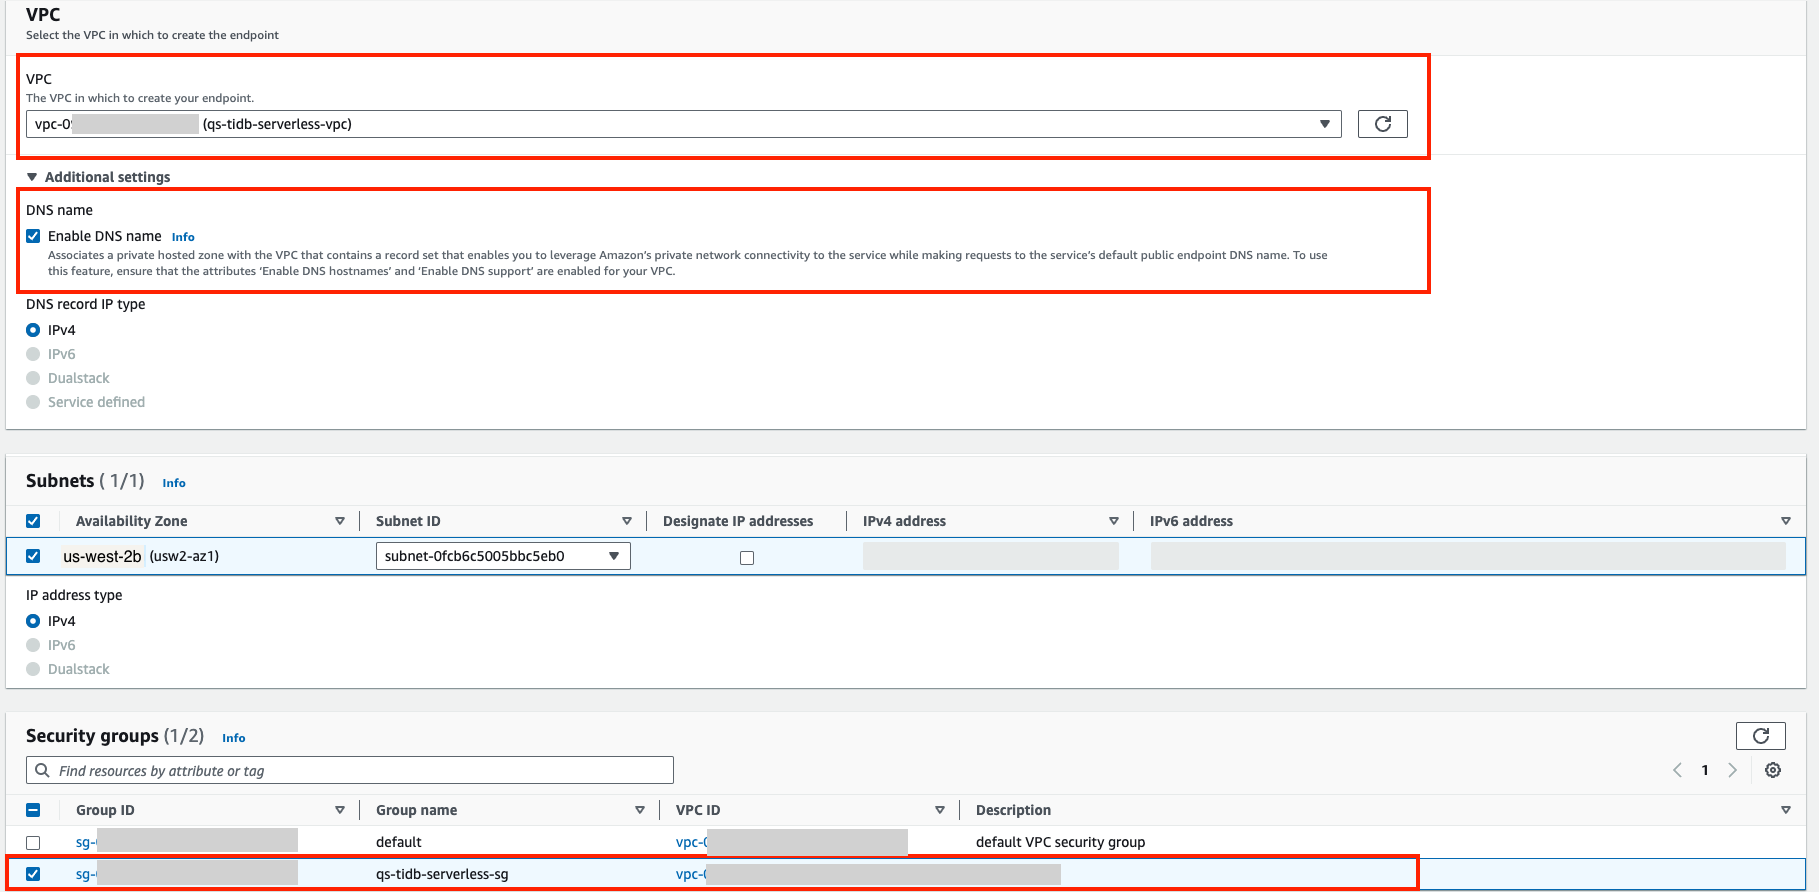 VPC
Select the VPC in which to create the endpoint
VPC
The VPC in which to create your endpoint.
vpc-0 (qs-tidb-serverless-vpc)
Additional settings
DNS name
Enable DNS name Info
Associates a private hosted zone with the VPC that contains a record set that enables you to leverage Amazon's private network connectivity to the service while making requests to the service's default public endpoint DNS name. To use
this feature, ensure that the attributes 'Enable DNS hostnames' and 'Enable DNS support' are enabled for your VPC.
DNS record IP type
IPv4
IPv6
Dualstack
Service defined
Subnets ( 1/1) Info
Availability Zone Subnet ID Designate IP addresses IPv4 address IPv6 address
us-west-2b (usw2-az1) subnet-0fcb6c5005bbc5eb0
IP address type
IPv4
IPv6
Dualstack
Security groups (1/2) Info
Find resources by attribute or tag
1
Group ID Group name VPC ID Description
sg- default vpc-0 default VPC security group
sg- qs-tidb-serverless-sg vpc-0